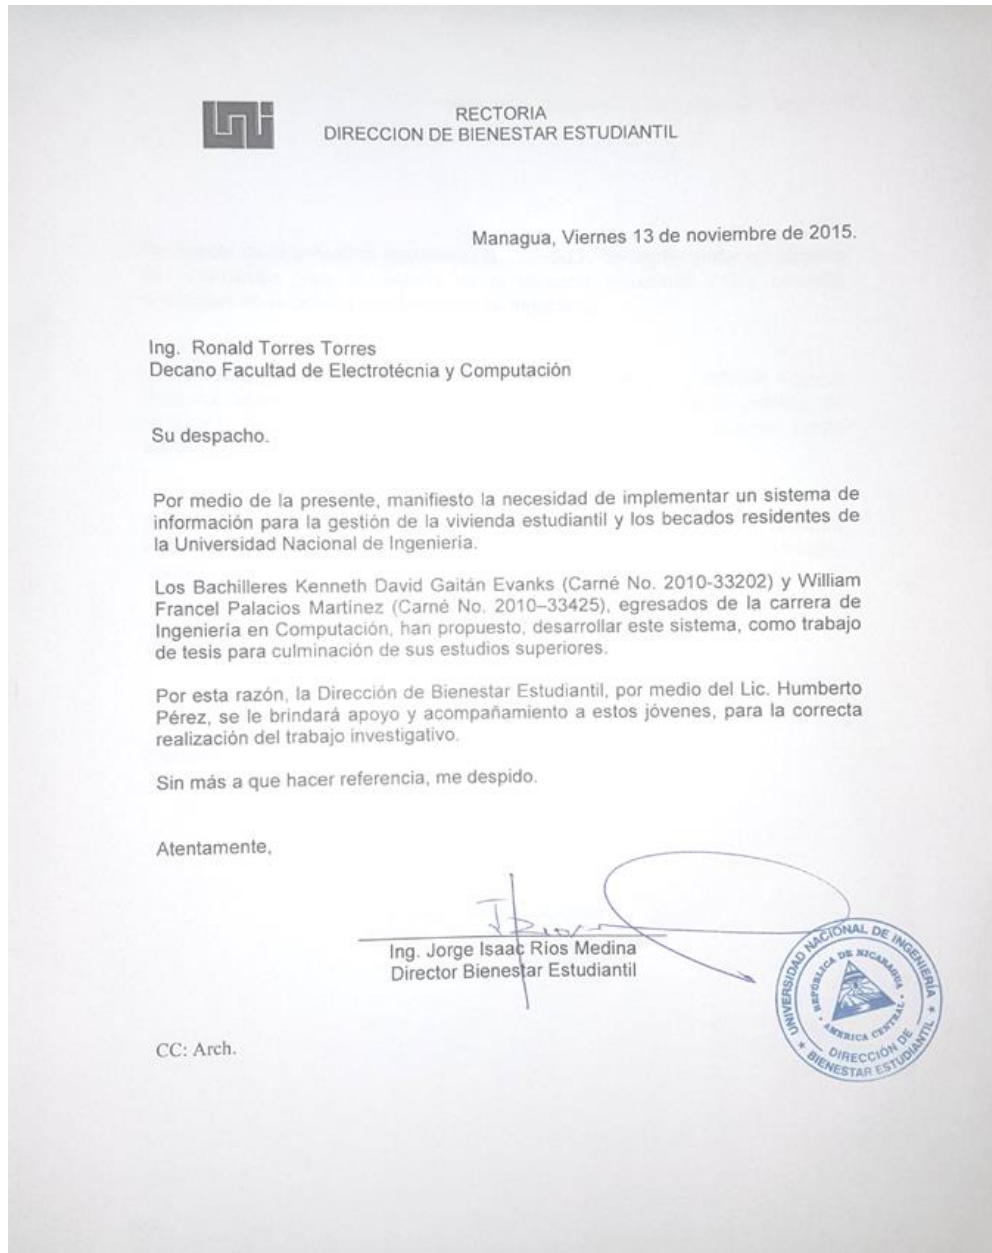 uni
RECTORIA
DIRECCION DE BIENESTAR ESTUDIANTIL
Managua, Viernes 13 de noviembre de 2015.
Ing. Ronald Torres Torres
Decano Facultad de Electrotécnia y Computación
Su despacho.
Por medio de la presente, manifiesto la necesidad de implementar un sistema de
información para la gestión de la vivienda estudiantil y los becados residentes de
la Universidad Nacional de Ingeniería.
Los Bachilleres Kenneth David Gaitán Evanks (Carné No. 2010-33202) y William
Francel Palacios Martínez (Carné No. 2010–33425), egresados de la carrera de
Ingeniería en Computación, han propuesto, desarrollar este sistema, como trabajo
de tesis para culminación de sus estudios superiores.
Por esta razón, la Dirección de Bienestar Estudiantil, por medio del Lic. Humberto
Pérez, se le brindará apoyo y acompañamiento a estos jóvenes, para la correcta
realización del trabajo investigativo.
Sin más a que hacer referencia, me despido.
Atentamente,
Ing. Jorge Isaac Ríos Medina
Director Bienestar Estudiantil
UNIVERSIDAD NACIONAL DE INGENIERÍA
REPÚBLICA DE NICARAGUA
AMERICA CENTRAL
DIRECCIÓN DE
BIENESTAR ESTUDIANTIL
CC: Arch.